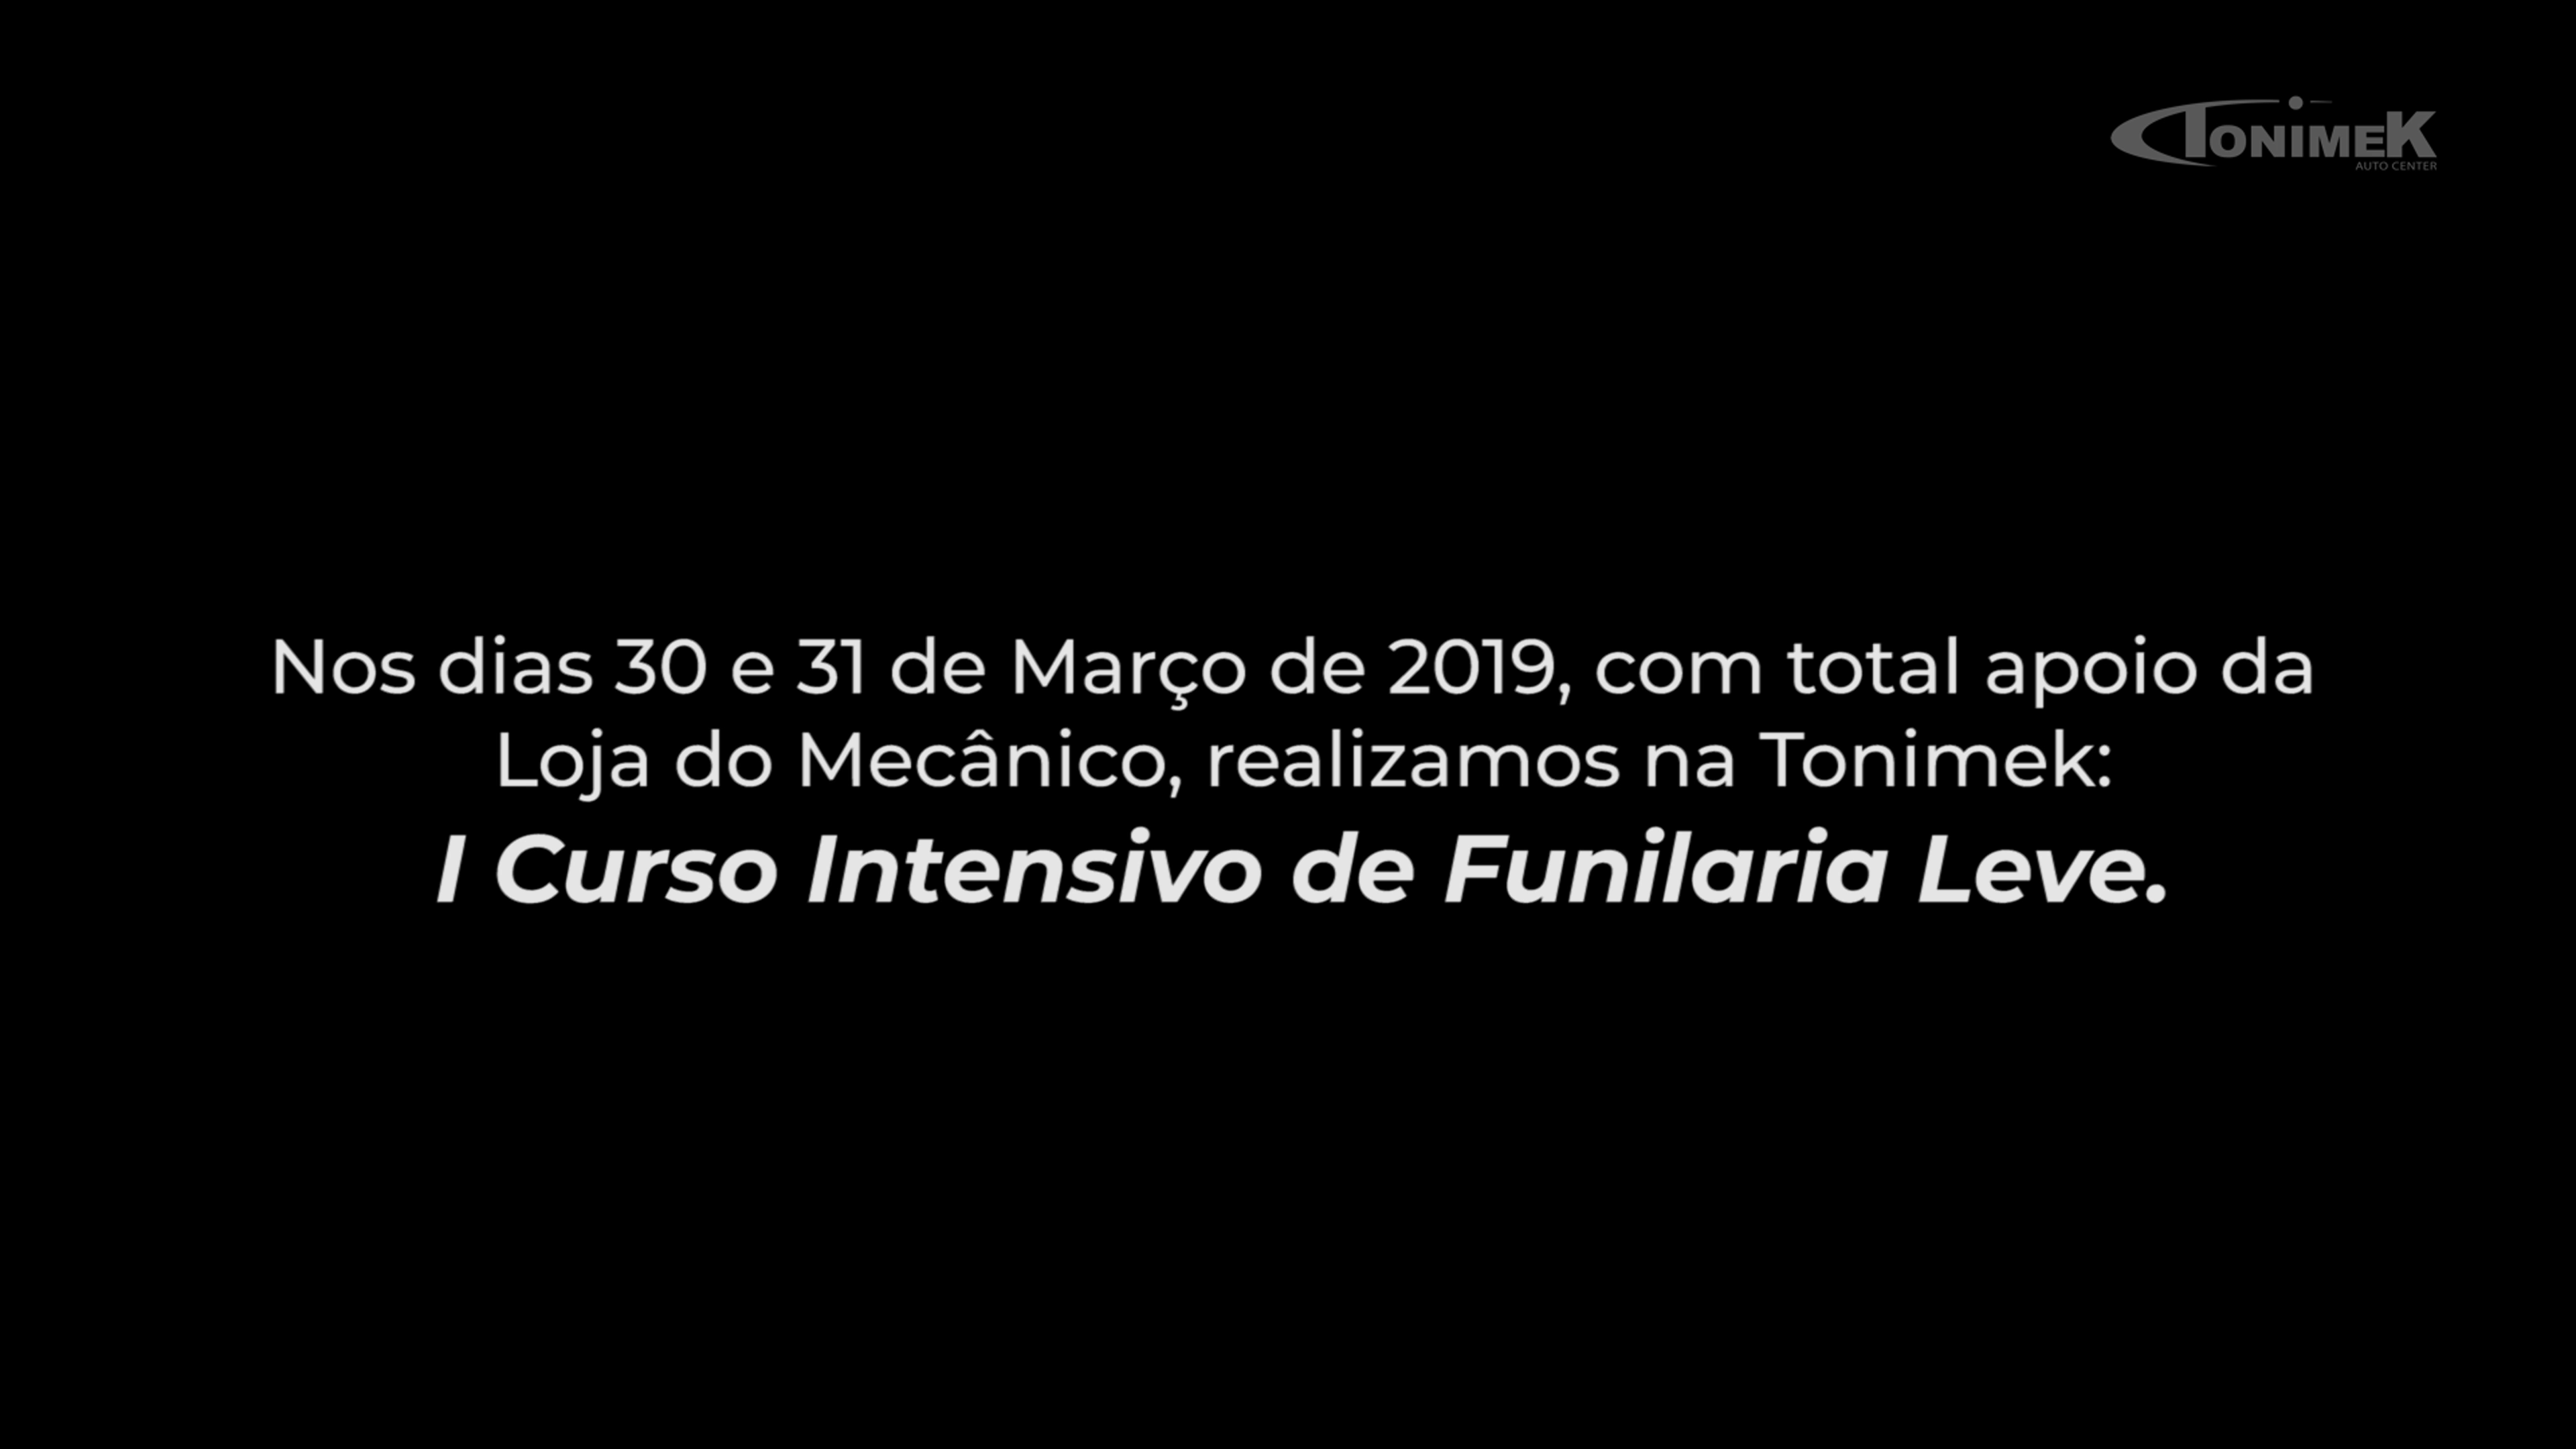 TONIMEK
AUTO CENTER
Nos dias 30 e 31 de Março de 2019, com total apoio da
Loja do Mecânico, realizamos na Tonimek:
I Curso Intensivo de Funilaria Leve.